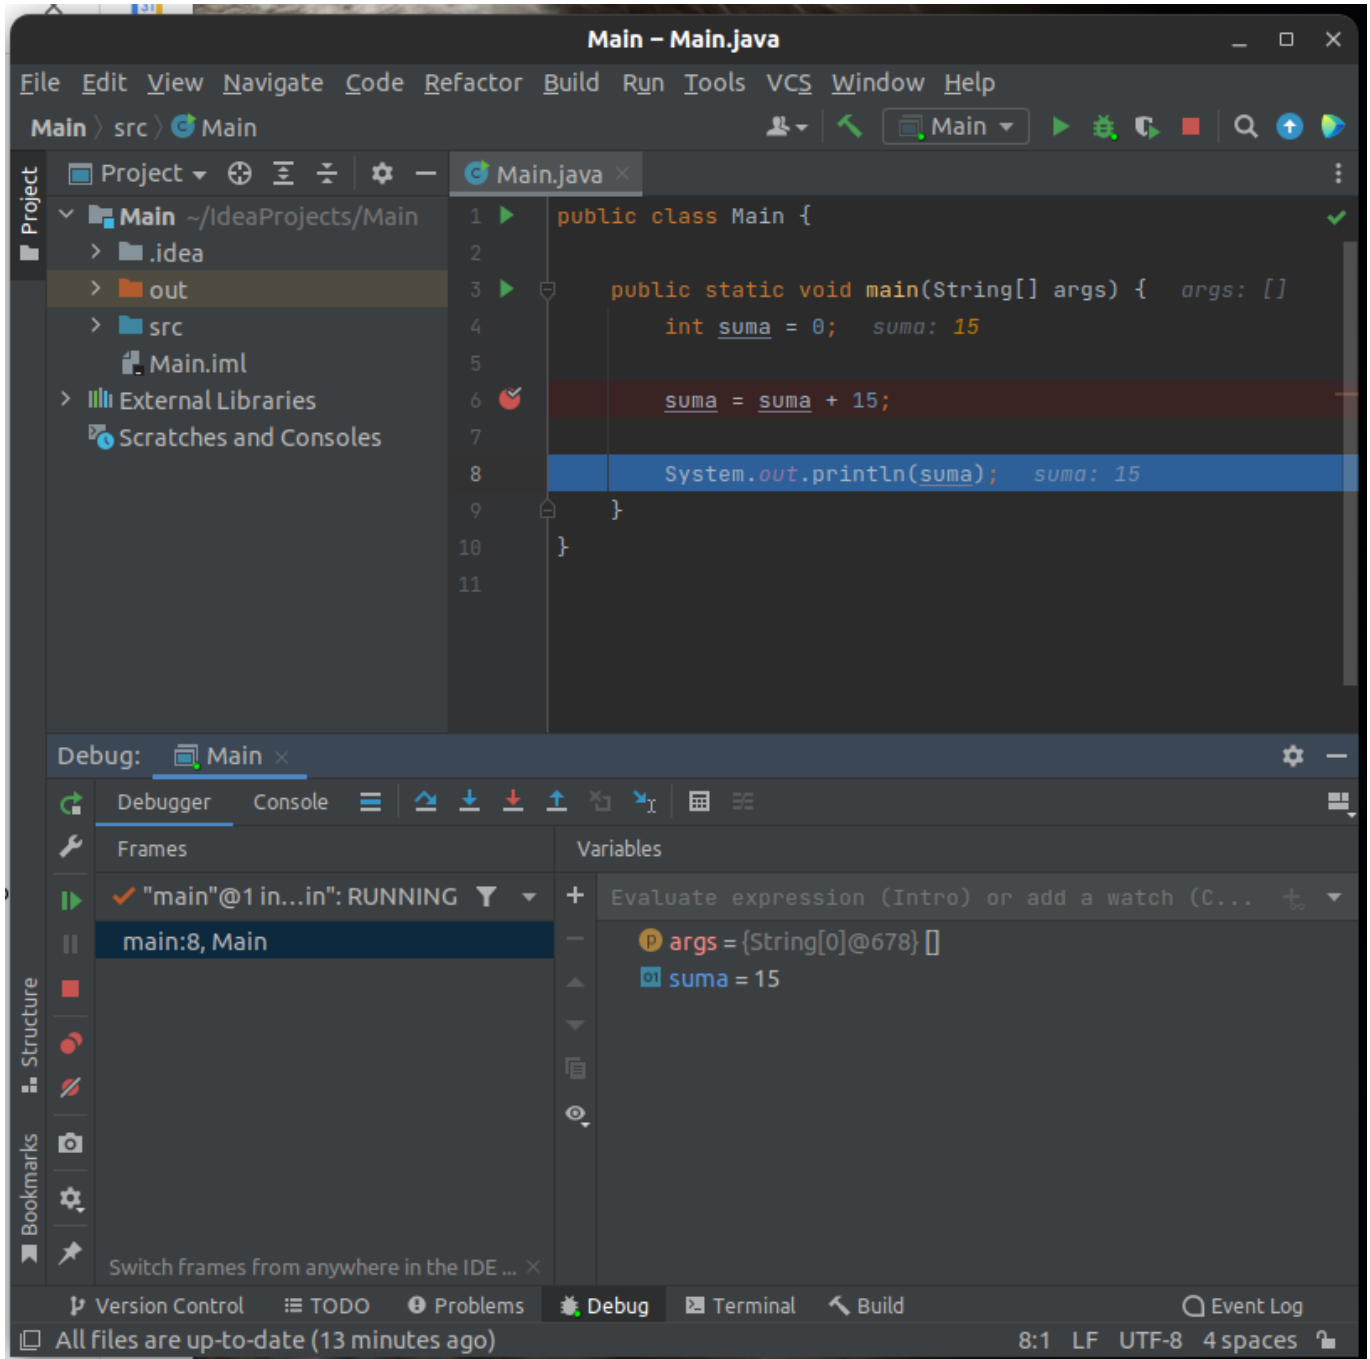 31
Main – Main.java
File Edit View Navigate Code Refactor Build Run Tools VCS Window Help
Main src Main Main
Project Main.java
Project
Main ~/IdeaProjects/Main
.idea
out
src
Main.iml
External Libraries
Scratches and Consoles
1 public class Main {
2
3 public static void main(String[] args) { args: []
4 int suma = 0; suma: 15
5
6 suma = suma + 15;
7
8 System.out.println(suma); suma: 15
9 }
10 }
11
Debug: Main
Debugger Console
Frames Variables
"main"@1 in...in": RUNNING Evaluate expression (Intro) or add a watch (C...
main:8, Main
args = {String[0]@678} []
01 suma = 15
Structure
Bookmarks
Switch frames from anywhere in the IDE ...
Version Control TODO Problems Debug Terminal Build Event Log
All files are up-to-date (13 minutes ago) 8:1 LF UTF-8 4 spaces